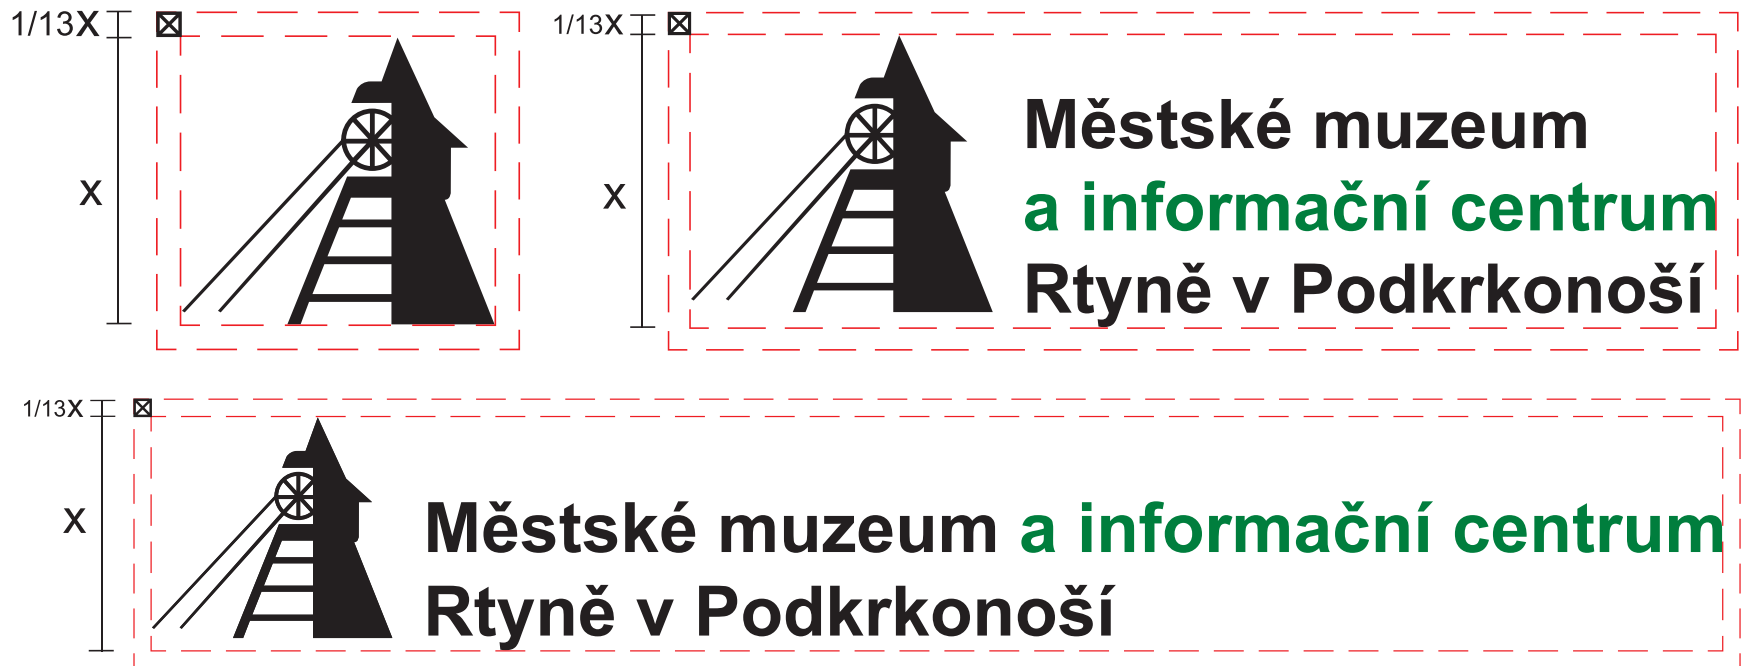 1/13X
X
1/13X
X
Městské muzeum
a informační centrum
Rtyně v Podkrkonoší
1/13X
X
Městské muzeum a informační centrum
Rtyně v Podkrkonoší